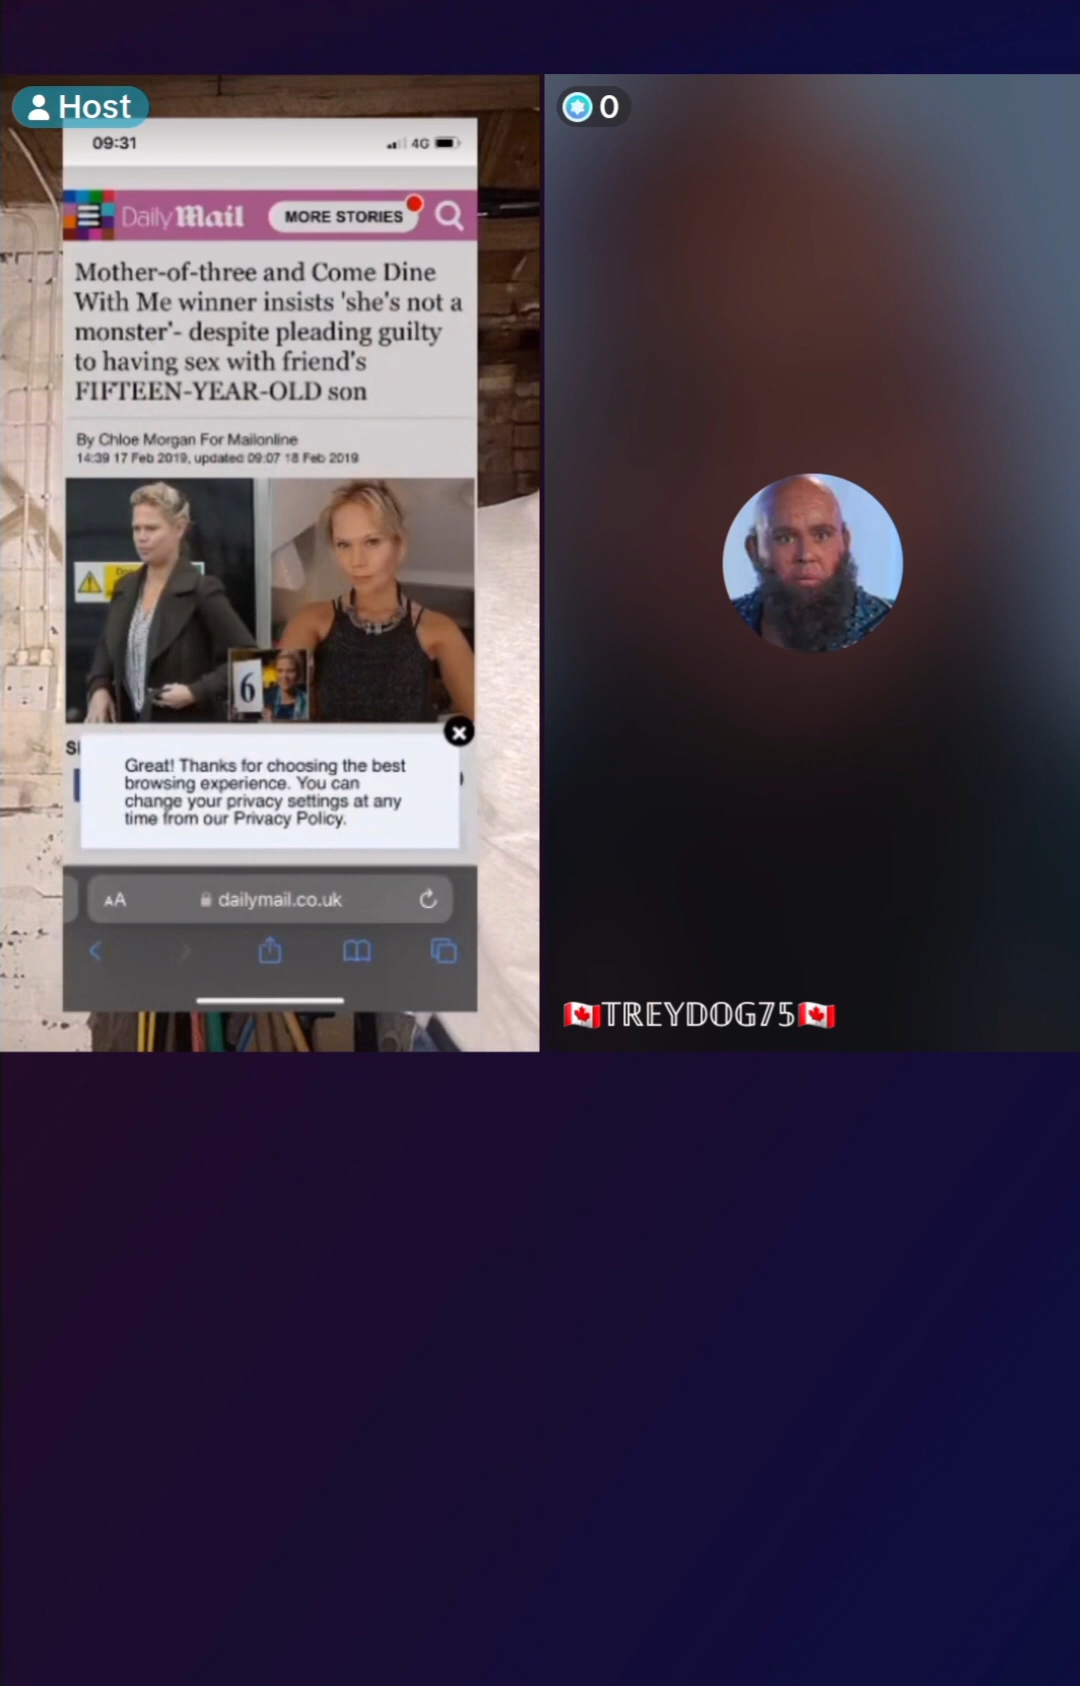 Host
09:31
4G
Daily Mail
MORE STORIES
Mother-of-three and Come Dine
With Me winner insists 'she's not a
monster'- despite pleading guilty
to having sex with friend's
FIFTEEN-YEAR-OLD son
By Chloe Morgan For Mailonline
14:39 17 Feb 2019, updated 09:07 18 Feb 2019
6
Great! Thanks for choosing the best
browsing experience. You can
change your privacy settings at any
time from our Privacy Policy.
AA
dailymail.co.uk
0
🇨🇦TREYDOG75🇨🇦